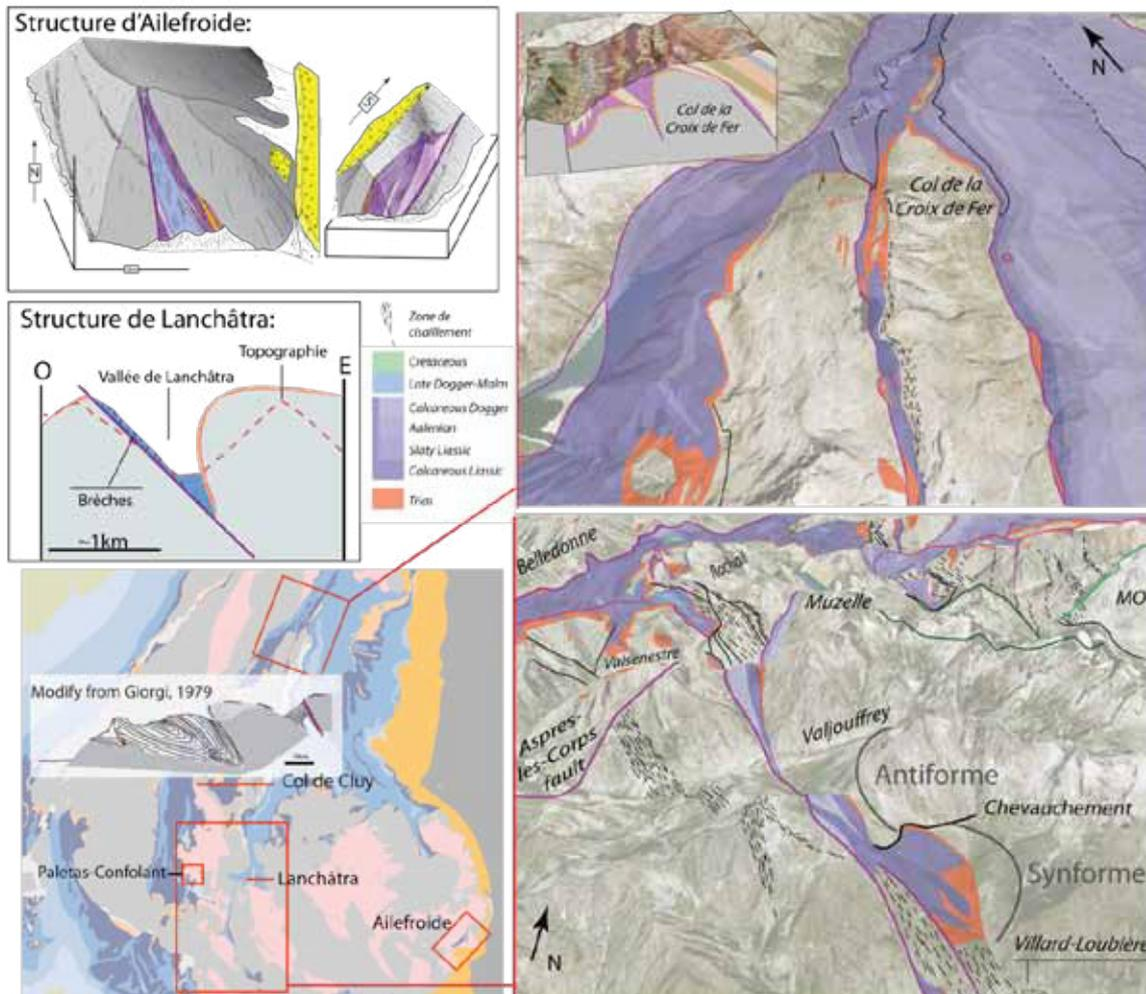 Structure d'Ailefroide:
N
S
Col de la
Croix de Fer
N
Col de la
Croix de Fer
Structure de Lanchâtra:
O
E
Topographie
Vallée de Lanchâtra
Brèches
~1km
Zone de
cisaillement
Cretaceous
Late Dogger-Malm
Calcareous Dogger
Aalenian
Slaty Liassic
Calcareous Liassic
Trias
Modify from Giorgi, 1979
Col de Cluy
Paletas-Confolant
Lanchâtra
Ailefroide
Belledonne
Rochail
Muzelle
MO
Valsenestre
Aspres-
les-Corps
fault
Valjouffrey
Antiforme
Chevauchement
Synforme
Villard-Loubière
N